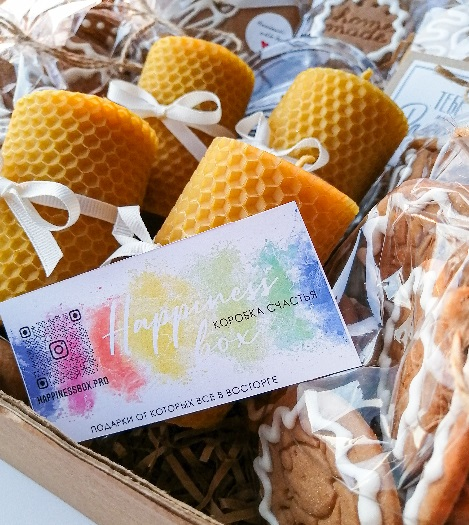 Happiness
КОРОБКА СЧАСТЬЯ
box
HAPPINESSBOX.PRO
ПОДАРКИ ОТ КОТОРЫХ ВСЕ В ВОСТОРГЕ